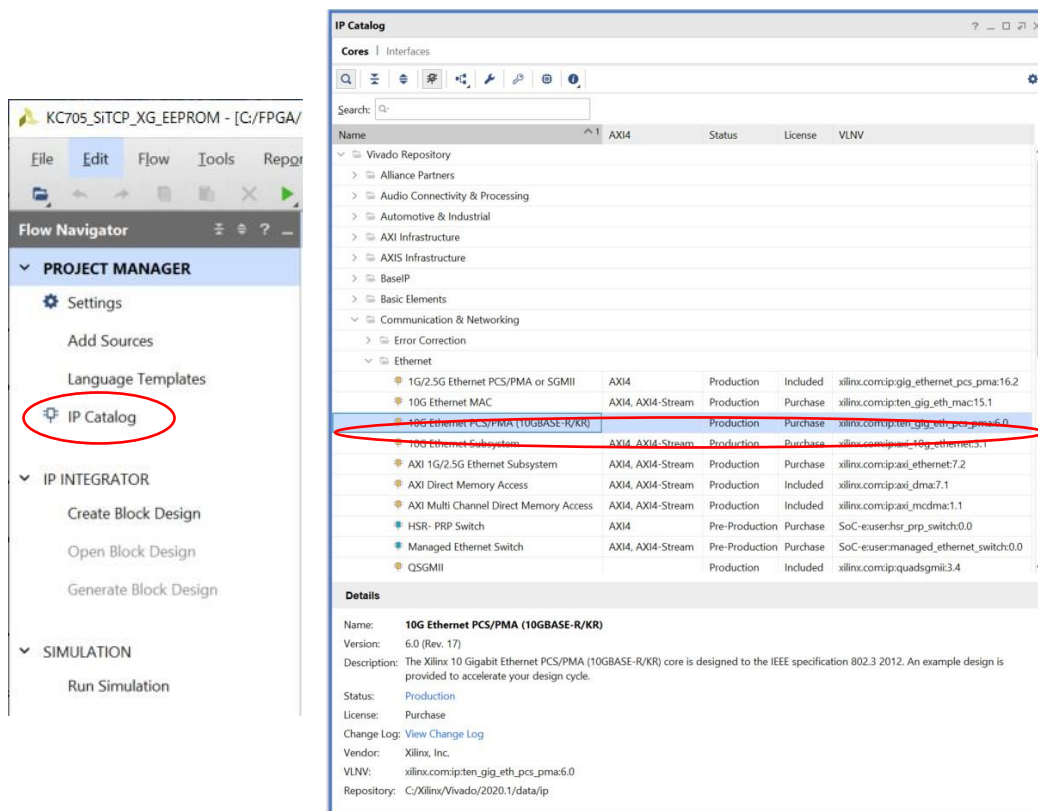 KC705_SiTCP_XG_EEPROM - [C:/FPGA/
File Edit Flow Tools Repor
Flow Navigator ? _
PROJECT MANAGER
Settings
Add Sources
Language Templates
IP Catalog
IP INTEGRATOR
Create Block Design
Open Block Design
Generate Block Design
SIMULATION
Run Simulation
IP Catalog ? _
Cores | Interfaces
Search:
Name 1 AXI4 Status License VLNV
Vivado Repository
Alliance Partners
Audio Connectivity & Processing
Automotive & Industrial
AXI Infrastructure
AXIS Infrastructure
BaseIP
Basic Elements
Communication & Networking
Error Correction
Ethernet
1G/2.5G Ethernet PCS/PMA or SGMII AXI4 Production Included xilinx.com:ip:gig_ethernet_pcs_pma:16.2
10G Ethernet MAC AXI4, AXI4-Stream Production Purchase xilinx.com:ip:ten_gig_eth_mac:15.1
10G Ethernet PCS/PMA (10GBASE-R/KR) Production Purchase xilinx.com:ip:ten_gig_eth_pcs_pma:6.0
10G Ethernet Subsystem AXI4, AXI4-Stream Production Purchase xilinx.com:ip:axi_10g_ethernet:3.1
AXI 1G/2.5G Ethernet Subsystem AXI4, AXI4-Stream Production Purchase xilinx.com:ip:axi_ethernet:7.2
AXI Direct Memory Access AXI4, AXI4-Stream Production Included xilinx.com:ip:axi_dma:7.1
AXI Multi Channel Direct Memory Access AXI4, AXI4-Stream Production Included xilinx.com:ip:axi_mcdma:1.1
HSR- PRP Switch AXI4 Pre-Production Purchase SoC-e:user:hsr_prp_switch:0.0
Managed Ethernet Switch AXI4, AXI4-Stream Pre-Production Purchase SoC-e:user:managed_ethernet_switch:0.0
QSGMII Production Included xilinx.com:ip:quadsgmii:3.4
Details
Name: 10G Ethernet PCS/PMA (10GBASE-R/KR)
Version: 6.0 (Rev. 17)
Description: The Xilinx 10 Gigabit Ethernet PCS/PMA (10GBASE-R/KR) core is designed to the IEEE specification 802.3 2012. An example design is
provided to accelerate your design cycle.
Status: Production
License: Purchase
Change Log: View Change Log
Vendor: Xilinx, Inc.
VLNV: xilinx.com:ip:ten_gig_eth_pcs_pma:6.0
Repository: C:/Xilinx/Vivado/2020.1/data/ip